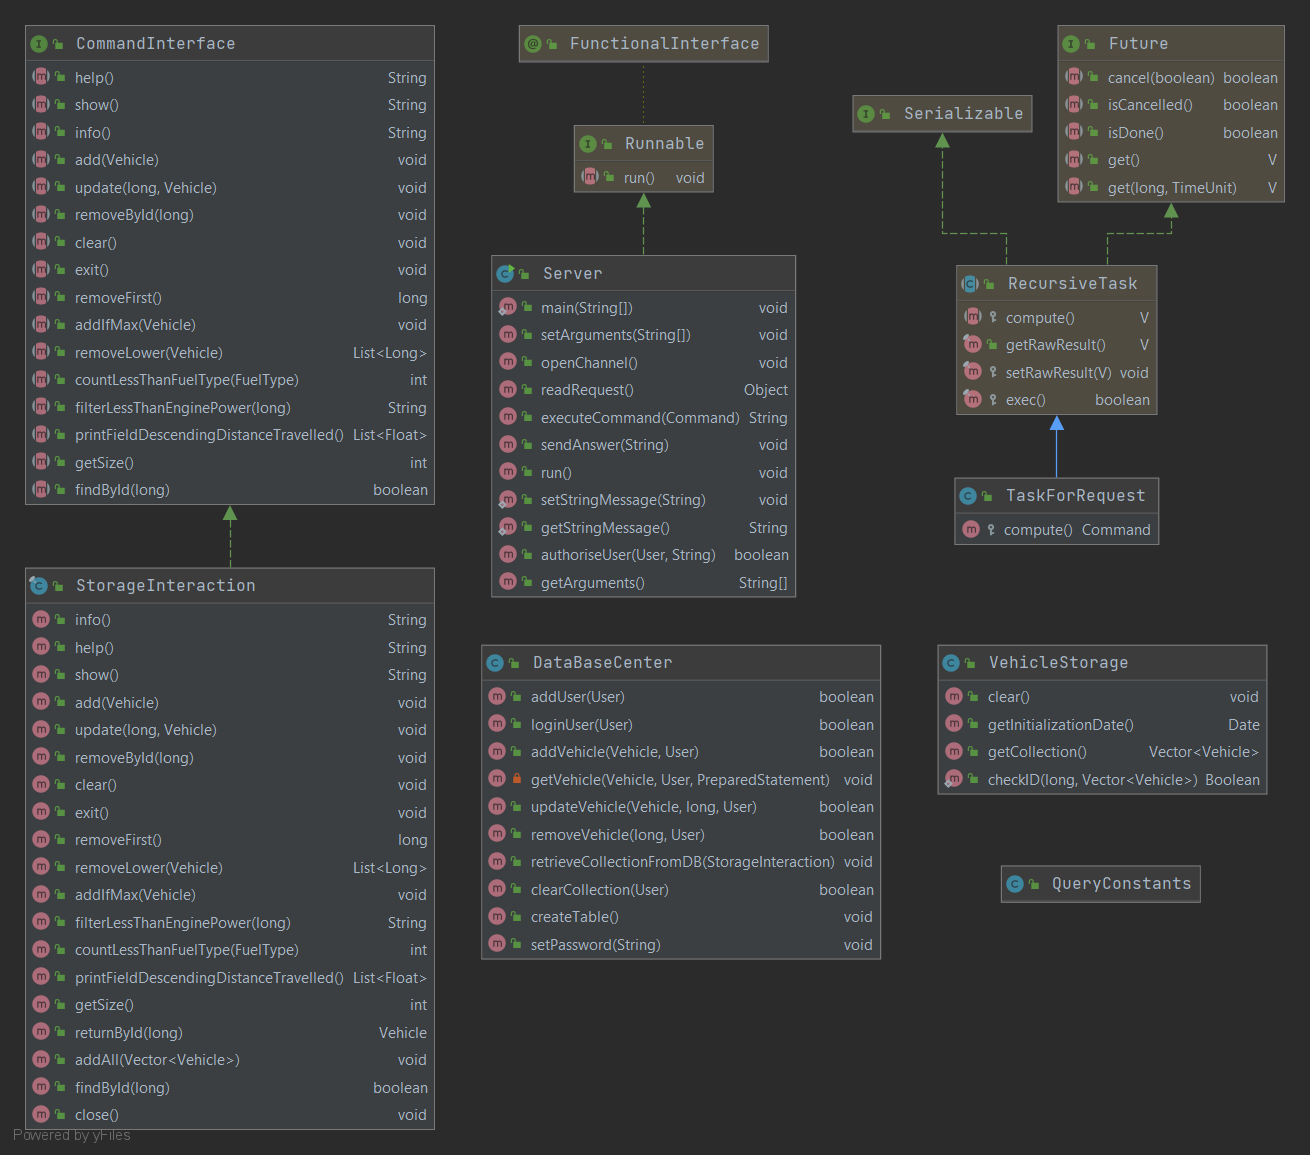 CommandInterface
help() String
show() String
info() String
add(Vehicle) void
update(long, Vehicle) void
removeById(long) void
clear() void
exit() void
removeFirst() long
addIfMax(Vehicle) void
removeLower(Vehicle) List<Long>
countLessThanFuelType(FuelType) int
filterLessThanEnginePower(long) String
printFieldDescendingDistanceTravelled() List<Float>
getSize() int
findById(long) boolean
StorageInteraction
info() String
help() String
show() String
add(Vehicle) void
update(long, Vehicle) void
removeById(long) void
clear() void
exit() void
removeFirst() long
removeLower(Vehicle) List<Long>
addIfMax(Vehicle) void
filterLessThanEnginePower(long) String
countLessThanFuelType(FuelType) int
printFieldDescendingDistanceTravelled() List<Float>
getSize() int
returnById(long) Vehicle
addAll(Vector<Vehicle>) void
findById(long) boolean
close() void
FunctionalInterface
Runnable
run() void
Server
main(String[]) void
setArguments(String[]) void
openChannel() void
readRequest() Object
executeCommand(Command) String
sendAnswer(String) void
run() void
setStringMessage(String) void
getStringMessage() String
authoriseUser(User, String) boolean
getArguments() String[]
DataBaseCenter
addUser(User) boolean
loginUser(User) boolean
addVehicle(Vehicle, User) boolean
getVehicle(Vehicle, User, PreparedStatement) void
updateVehicle(Vehicle, long, User) boolean
removeVehicle(long, User) boolean
retrieveCollectionFromDB(StorageInteraction) void
clearCollection(User) boolean
createTable() void
setPassword(String) void
Serializable
Future
cancel(boolean) boolean
isCancelled() boolean
isDone() boolean
get() V
get(long, TimeUnit) V
RecursiveTask
compute() V
getRawResult() V
setRawResult(V) void
exec() boolean
TaskForRequest
compute() Command
VehicleStorage
clear() void
getInitializationDate() Date
getCollection() Vector<Vehicle>
checkID(long, Vector<Vehicle>) Boolean
QueryConstants
Powered by yFiles